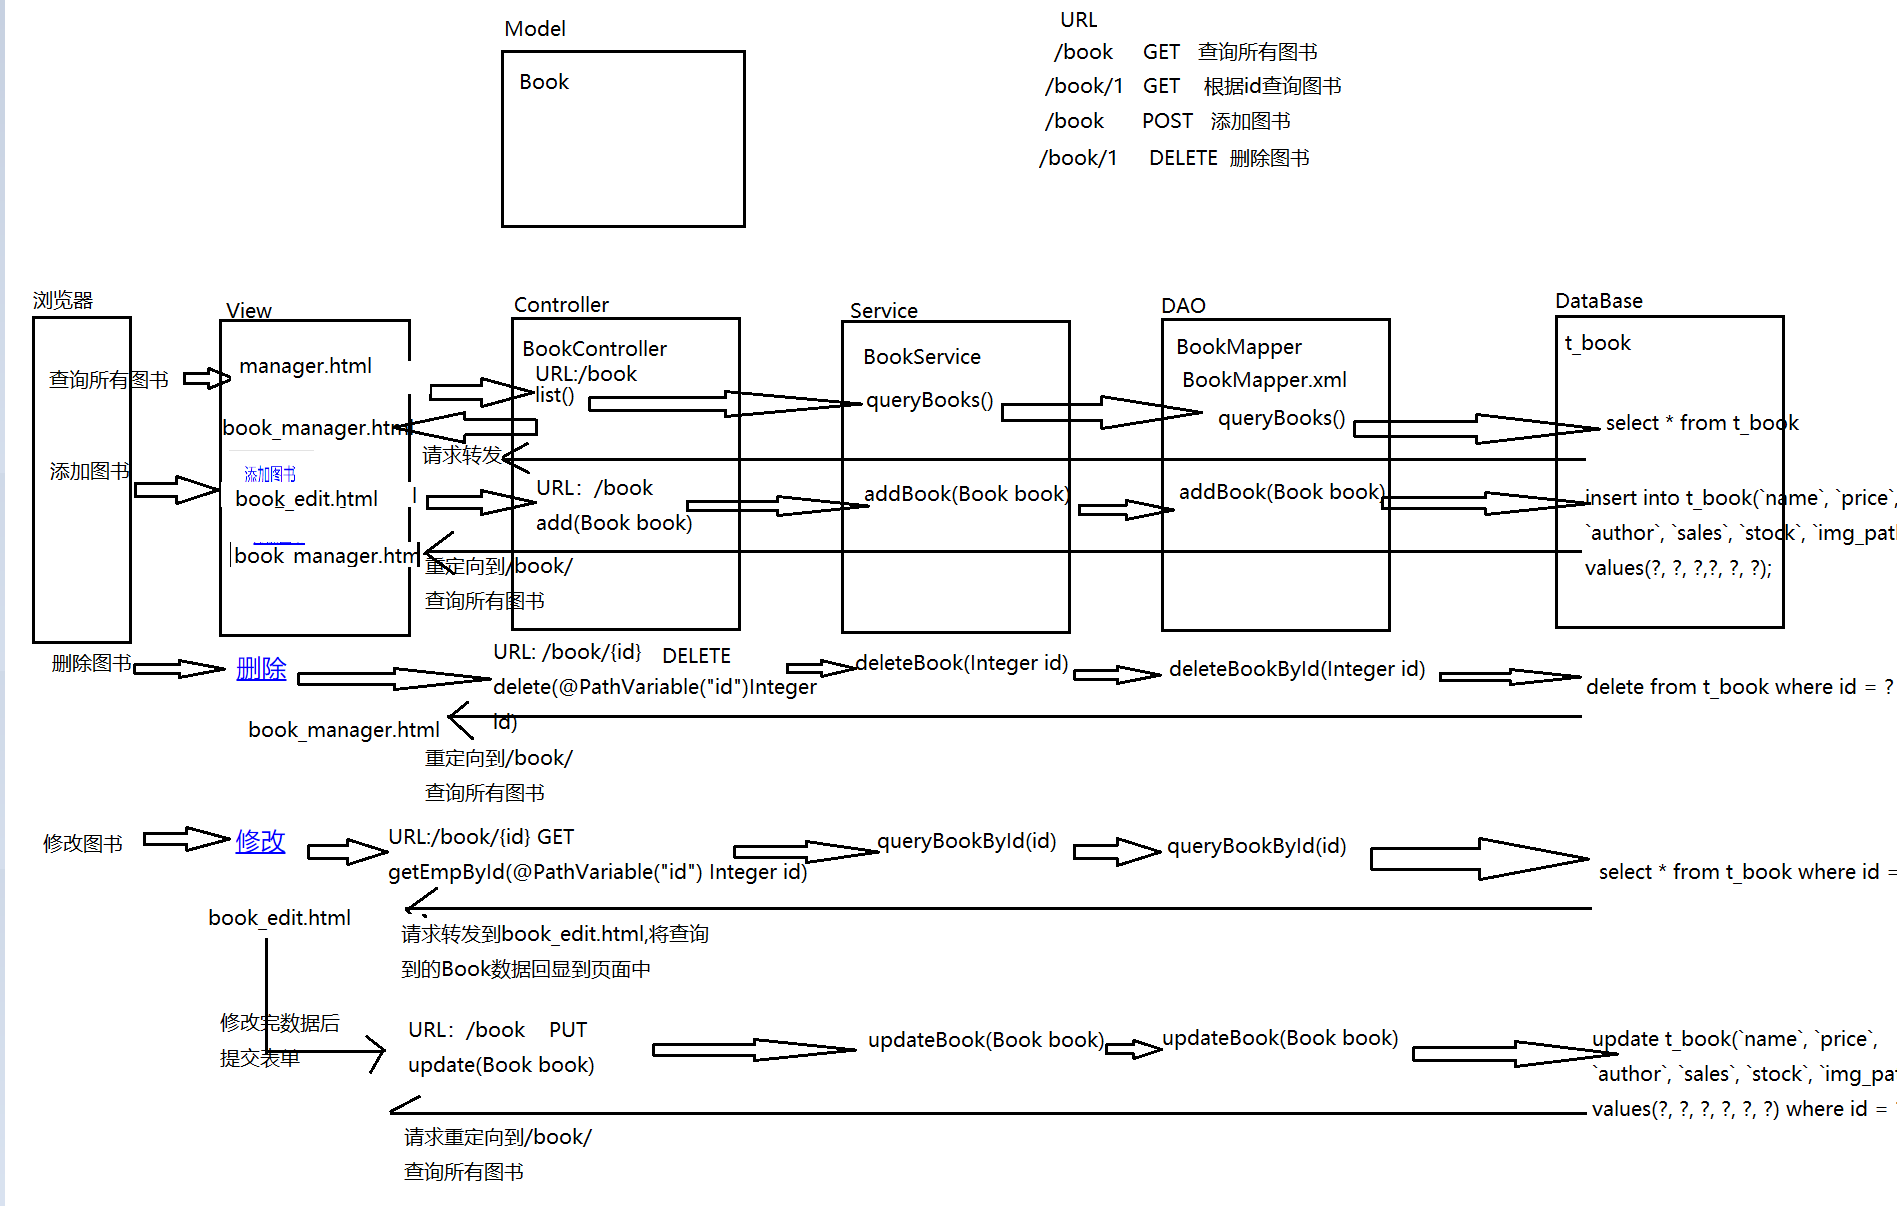 Model
Book
URL
/book GET 查询所有图书
/book/1 GET 根据id查询图书
/book POST 添加图书
/book/1 DELETE 删除图书
浏览器
View
Controller
Service
DAO
DataBase
查询所有图书
manager.html
BookController
URL:/book
list()
BookService
queryBooks()
BookMapper
BookMapper.xml
queryBooks()
t_book
select * from t_book
book_manager.html
请求转发
添加图书
添加图书
book_edit.html
URL: /book
add(Book book)
addBook(Book book)
addBook(Book book)
insert into t_book(`name`, `price`,
`author`, `sales`, `stock`, `img_pat
values(?, ?, ?,?, ?, ?);
book_manager.htm
重定向到/book/
查询所有图书
删除图书
删除
URL: /book/{id} DELETE
delete(@PathVariable("id")Integer
id)
deleteBook(Integer id)
deleteBookById(Integer id)
delete from t_book where id = ?
book_manager.html
重定向到/book/
查询所有图书
修改图书
修改
URL:/book/{id} GET
getEmpById(@PathVariable("id") Integer id)
queryBookById(id)
queryBookById(id)
select * from t_book where id =
book_edit.html
请求转发到book_edit.html,将查询
到的Book数据回显到页面中
修改完数据后
提交表单
URL: /book PUT
update(Book book)
updateBook(Book book)
updateBook(Book book)
update t_book(`name`, `price`,
`author`, `sales`, `stock`, `img_pa
values(?, ?, ?, ?, ?, ?) where id =
请求重定向到/book/
查询所有图书